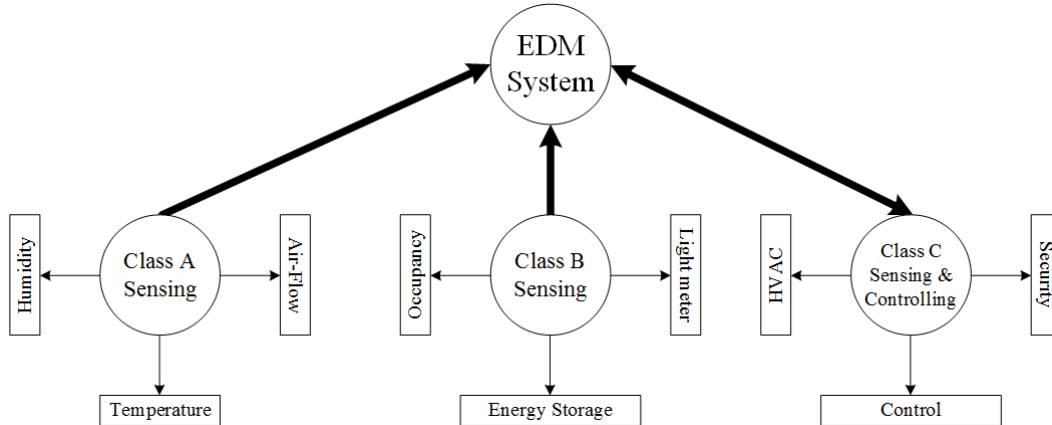 EDM
System
Humidity
Class A
Sensing
Air-Flow
Temperature
Occupancy
Class B
Sensing
Light meter
Energy Storage
HVAC
Class C
Sensing &
Controlling
Security
Control